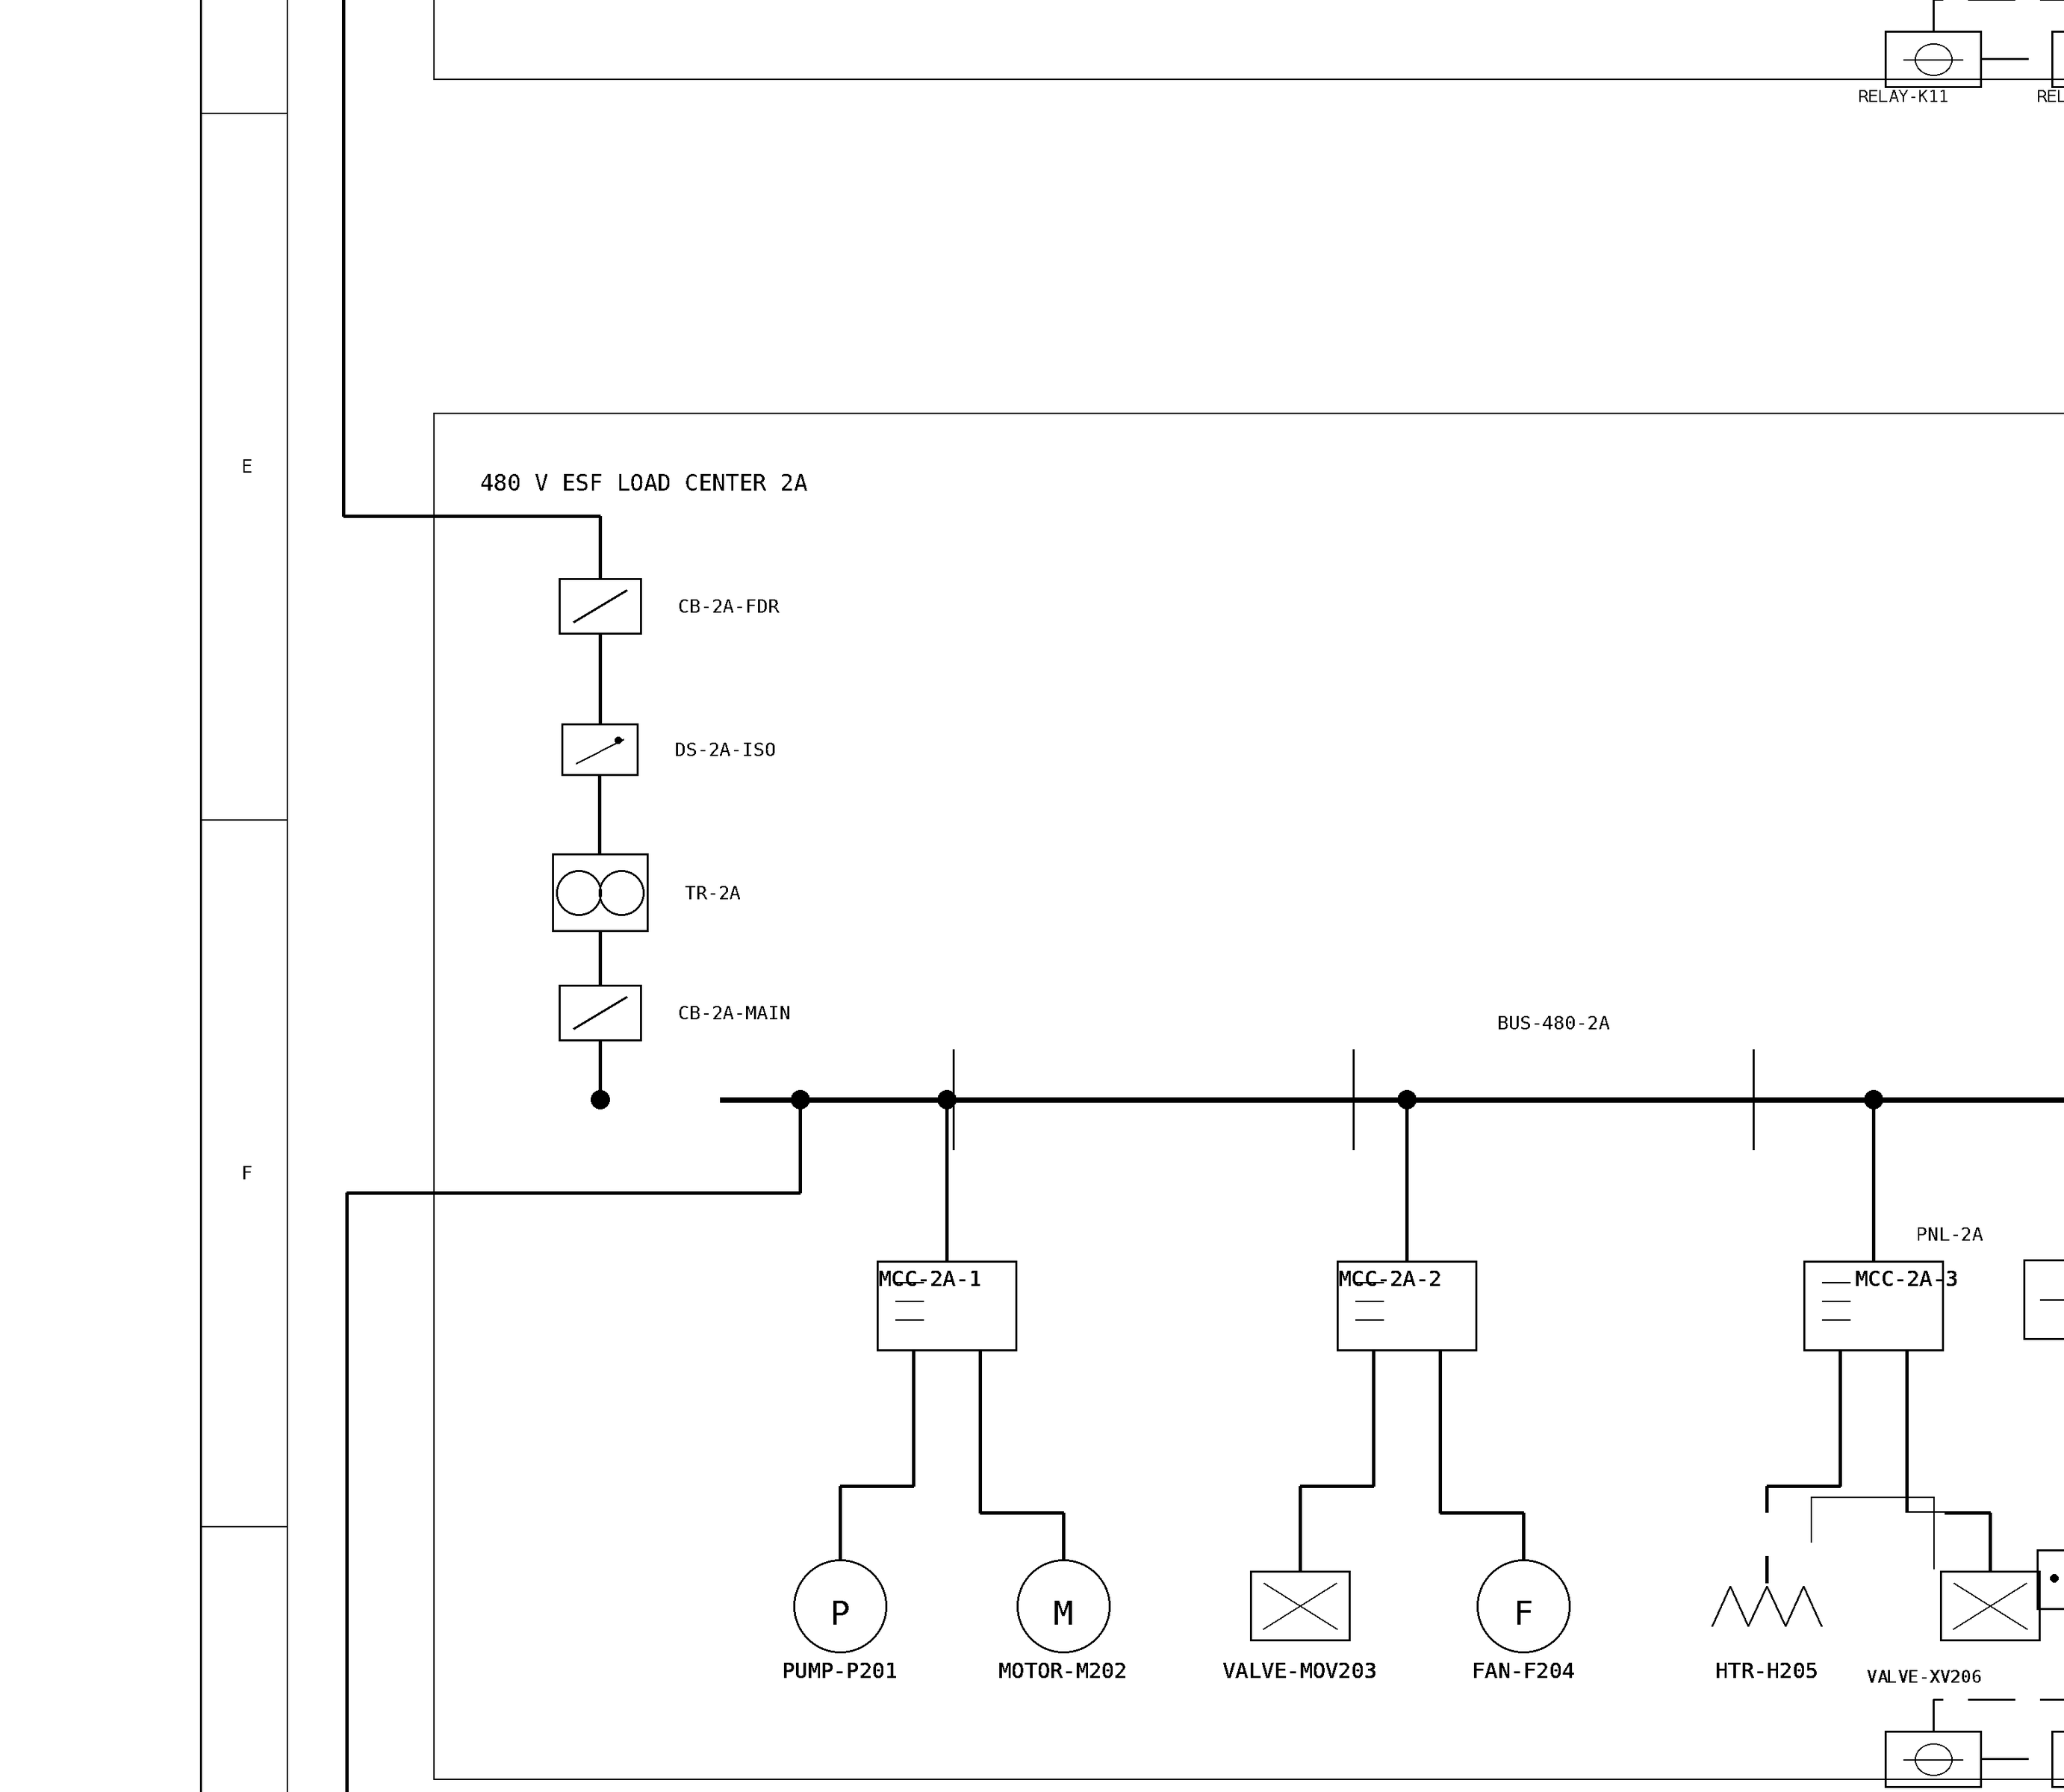 RELAY-K11
REL
E
480 V ESF LOAD CENTER 2A
CB-2A-FDR
DS-2A-ISO
TR-2A
CB-2A-MAIN
BUS-480-2A
F
PNL-2A
MCC-2A-1
MCC-2A-2
MCC-2A-3
P
M
F
PUMP-P201
MOTOR-M202
VALVE-MOV203
FAN-F204
HTR-H205
VALVE-XV206